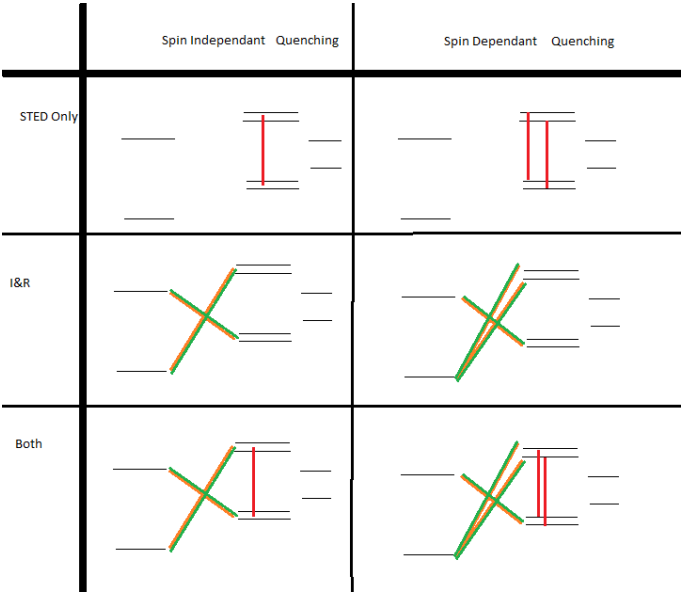 Spin Independant Quenching
Spin Dependant Quenching
STED Only
I&R
Both